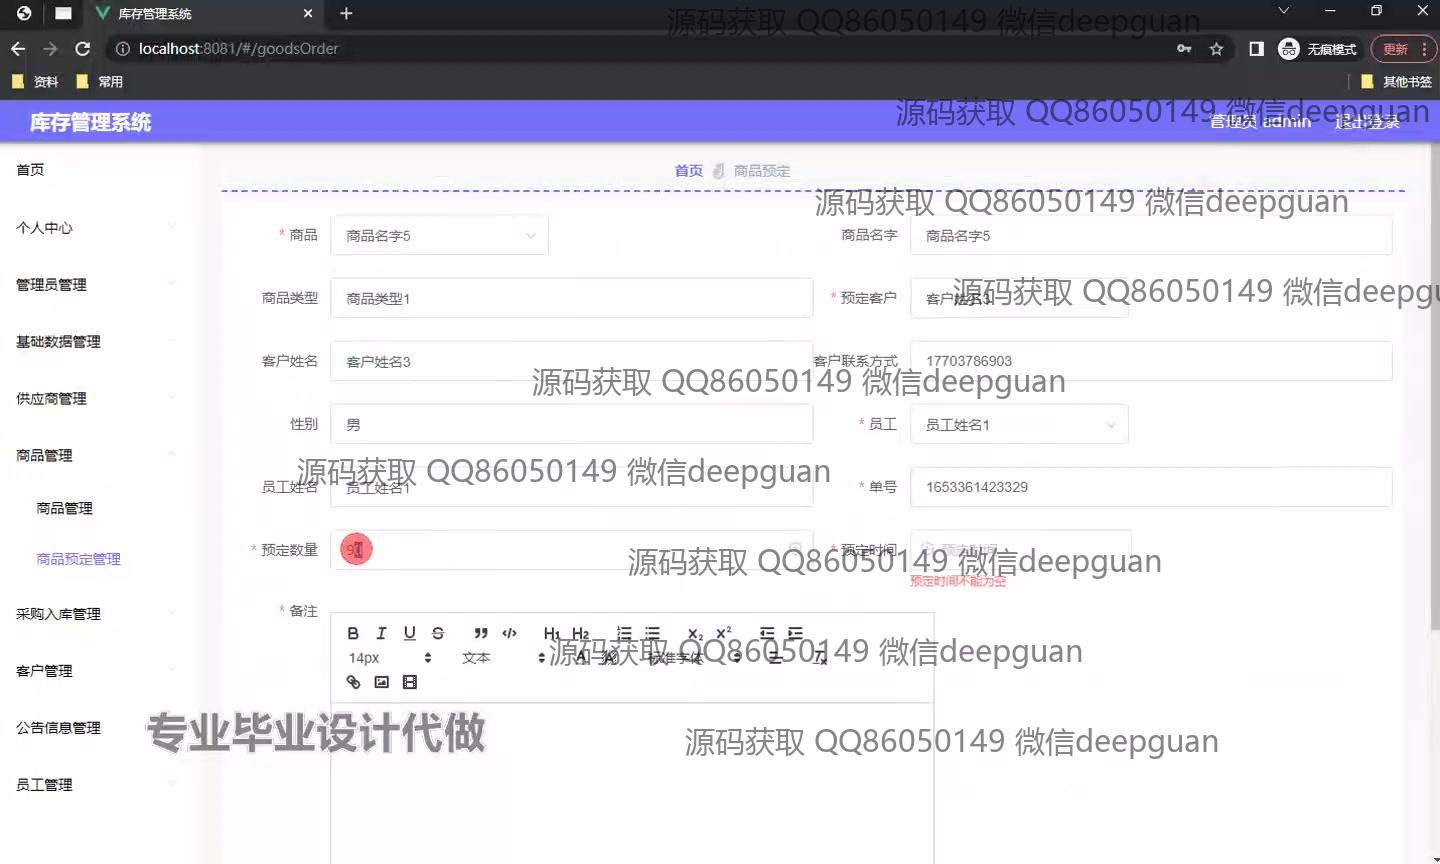 库存管理系统
源码获取 QQ86050149 微信deepguan
localhost:8081/#/goodsOrder
无痕模式
更新
资料
常用
其他书签
库存管理系统
源码获取 QQ86050149 微信deepguan
管理员 admin
退出登录
首页
首页
商品预定
源码获取 QQ86050149 微信deepguan
个人中心
* 商品
商品名字5
商品名字
商品名字5
管理员管理
商品类型
商品类型1
* 预定客户
客户姓名3
源码获取 QQ86050149 微信deepgu
基础数据管理
客户姓名
客户姓名3
客户联系方式
17703786903
源码获取 QQ86050149 微信deepguan
供应商管理
性别
男
* 员工
员工姓名1
商品管理
源码获取 QQ86050149 微信deepguan
员工姓名
员工姓名1
* 单号
1653361423329
商品管理
商品预定管理
* 预定数量
* 预定时间
预定时间
源码获取 QQ86050149 微信deepguan
预定时间不能为空
采购入库管理
* 备注
B I U S ” </> H1 H2 x₂ x²
14px
文本
标准字体
源码获取 QQ86050149 微信deepguan
客户管理
公告信息管理
专业毕业设计代做
源码获取 QQ86050149 微信deepguan
员工管理